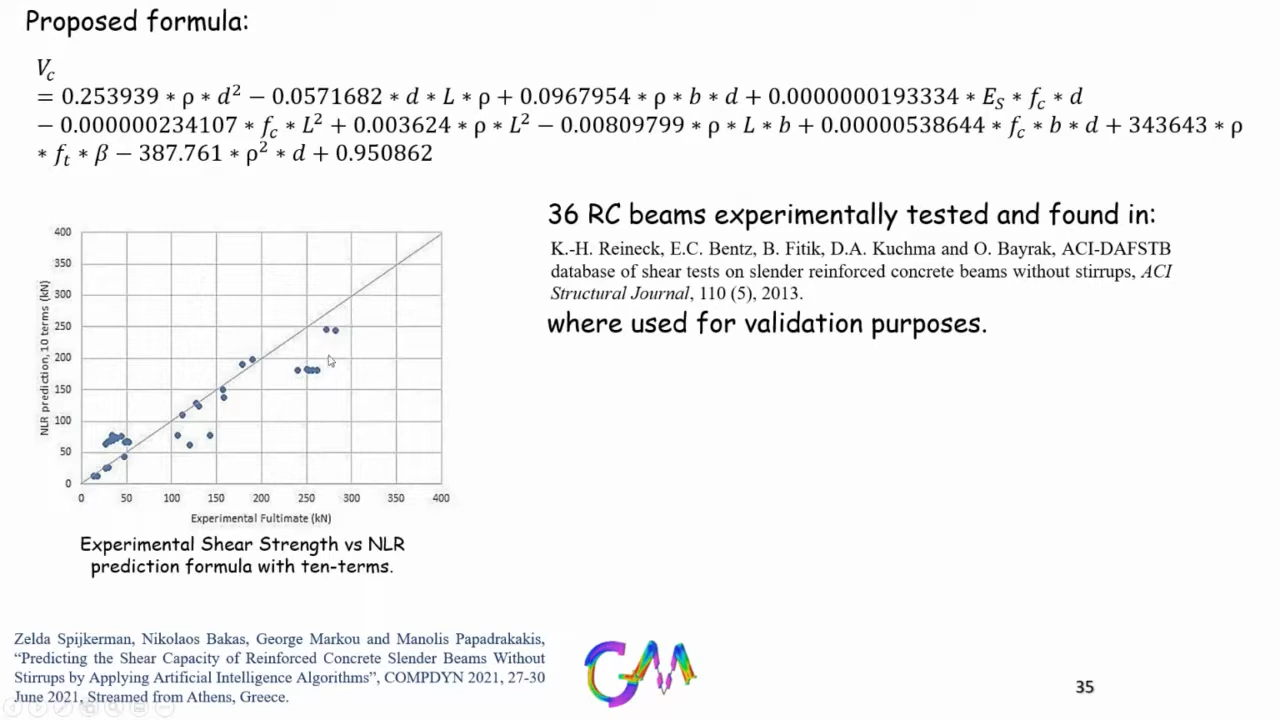 Proposed formula:
V_c
= 0.253939 * ρ * d² − 0.0571682 * d * L * ρ + 0.0967954 * ρ * b * d + 0.0000000193334 * E_S * f_c * d
− 0.000000234107 * f_c * L² + 0.003624 * ρ * L² − 0.00809799 * ρ * L * b + 0.00000538644 * f_c * b * d + 343643 * ρ
* f_t * β − 387.761 * ρ² * d + 0.950862
36 RC beams experimentally tested and found in:
K.-H. Reineck, E.C. Bentz, B. Fitik, D.A. Kuchma and O. Bayrak, ACI-DAFSTB
database of shear tests on slender reinforced concrete beams without stirrups, ACI
Structural Journal, 110 (5), 2013.
where used for validation purposes.
NLR prediction, 10 terms (kN)
400
350
300
250
200
150
100
50
0
0 50 100 150 200 250 300 350 400
Experimental Fultimate (kN)
Experimental Shear Strength vs NLR
prediction formula with ten-terms.
Zelda Spijkerman, Nikolaos Bakas, George Markou and Manolis Papadrakakis,
“Predicting the Shear Capacity of Reinforced Concrete Slender Beams Without
Stirrups by Applying Artificial Intelligence Algorithms”, COMPDYN 2021, 27-30
June 2021, Streamed from Athens, Greece.
GM
35